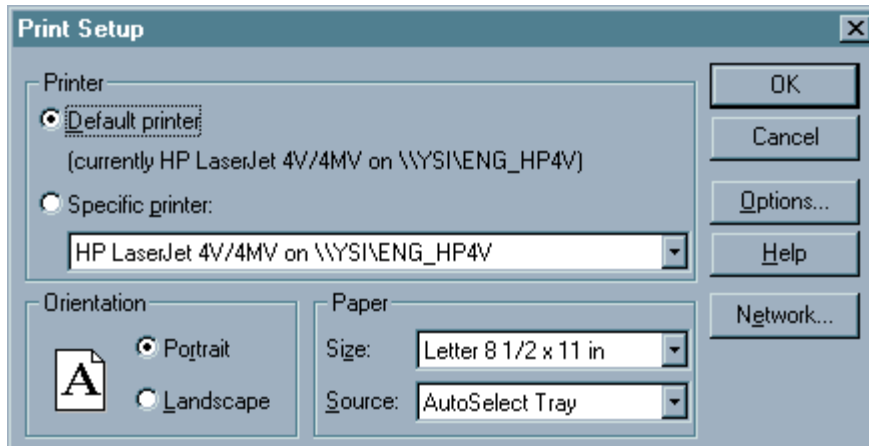 Print Setup
Printer
Default printer
(currently HP LaserJet 4V/4MV on \\YSI\ENG_HP4V)
Specific printer:
HP LaserJet 4V/4MV on \\YSI\ENG_HP4V
OK
Cancel
Options...
Help
Network...
Orientation
A
Portrait
Landscape
Paper
Size: Letter 8 1/2 x 11 in
Source: AutoSelect Tray